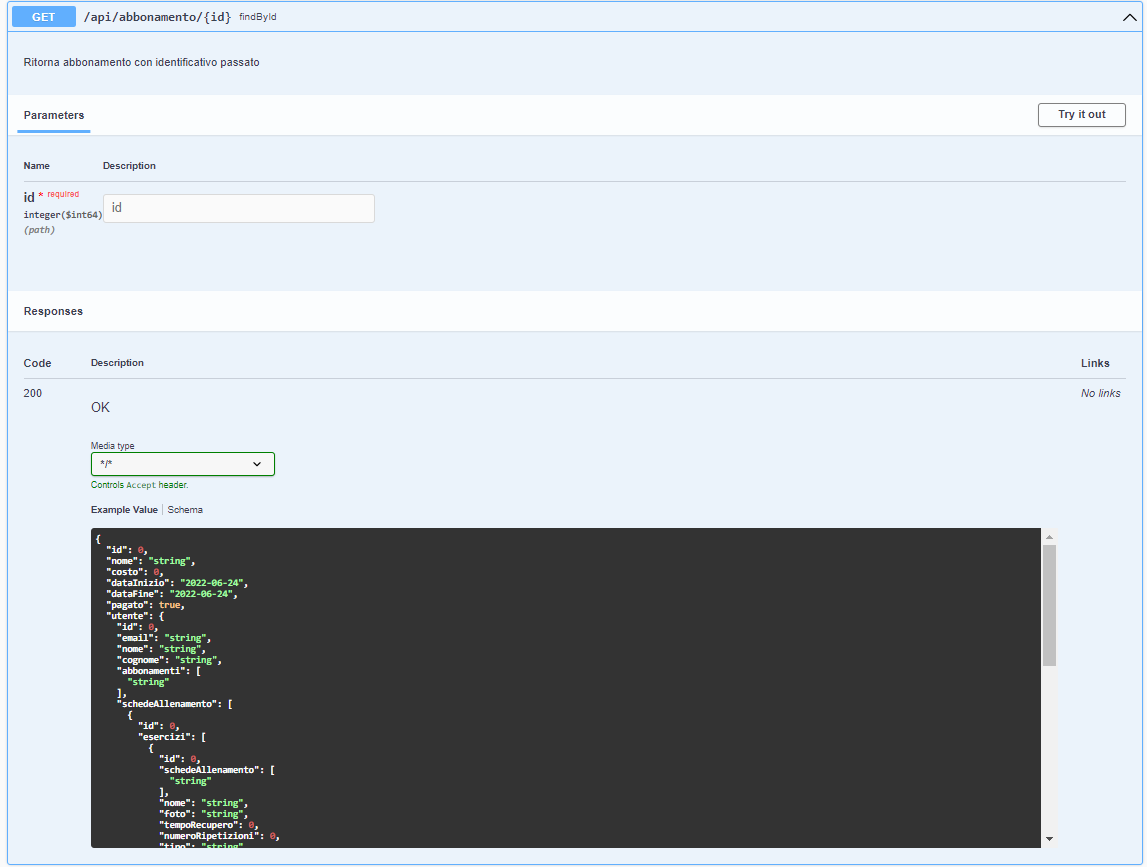 GET /api/abbonamento/{id} findById
Ritorna abbonamento con identificativo passato
Parameters
Try it out
Name Description
id * required
integer($int64)
(path)
id
Responses
Code Description Links
200
OK
No links
Media type
*/*
Controls Accept header.
Example Value | Schema
{
"id": 0,
"nome": "string",
"costo": 0,
"dataInizio": "2022-06-24",
"dataFine": "2022-06-24",
"pagato": true,
"utente": {
"id": 0,
"email": "string",
"nome": "string",
"cognome": "string",
"abbonamenti": [
"string"
],
"schedeAllenamento": [
{
"id": 0,
"esercizi": [
{
"id": 0,
"schedeAllenamento": [
"string"
],
"nome": "string",
"foto": "string",
"tempoRecupero": 0,
"numeroRipetizioni": 0,
"tipo": "string"